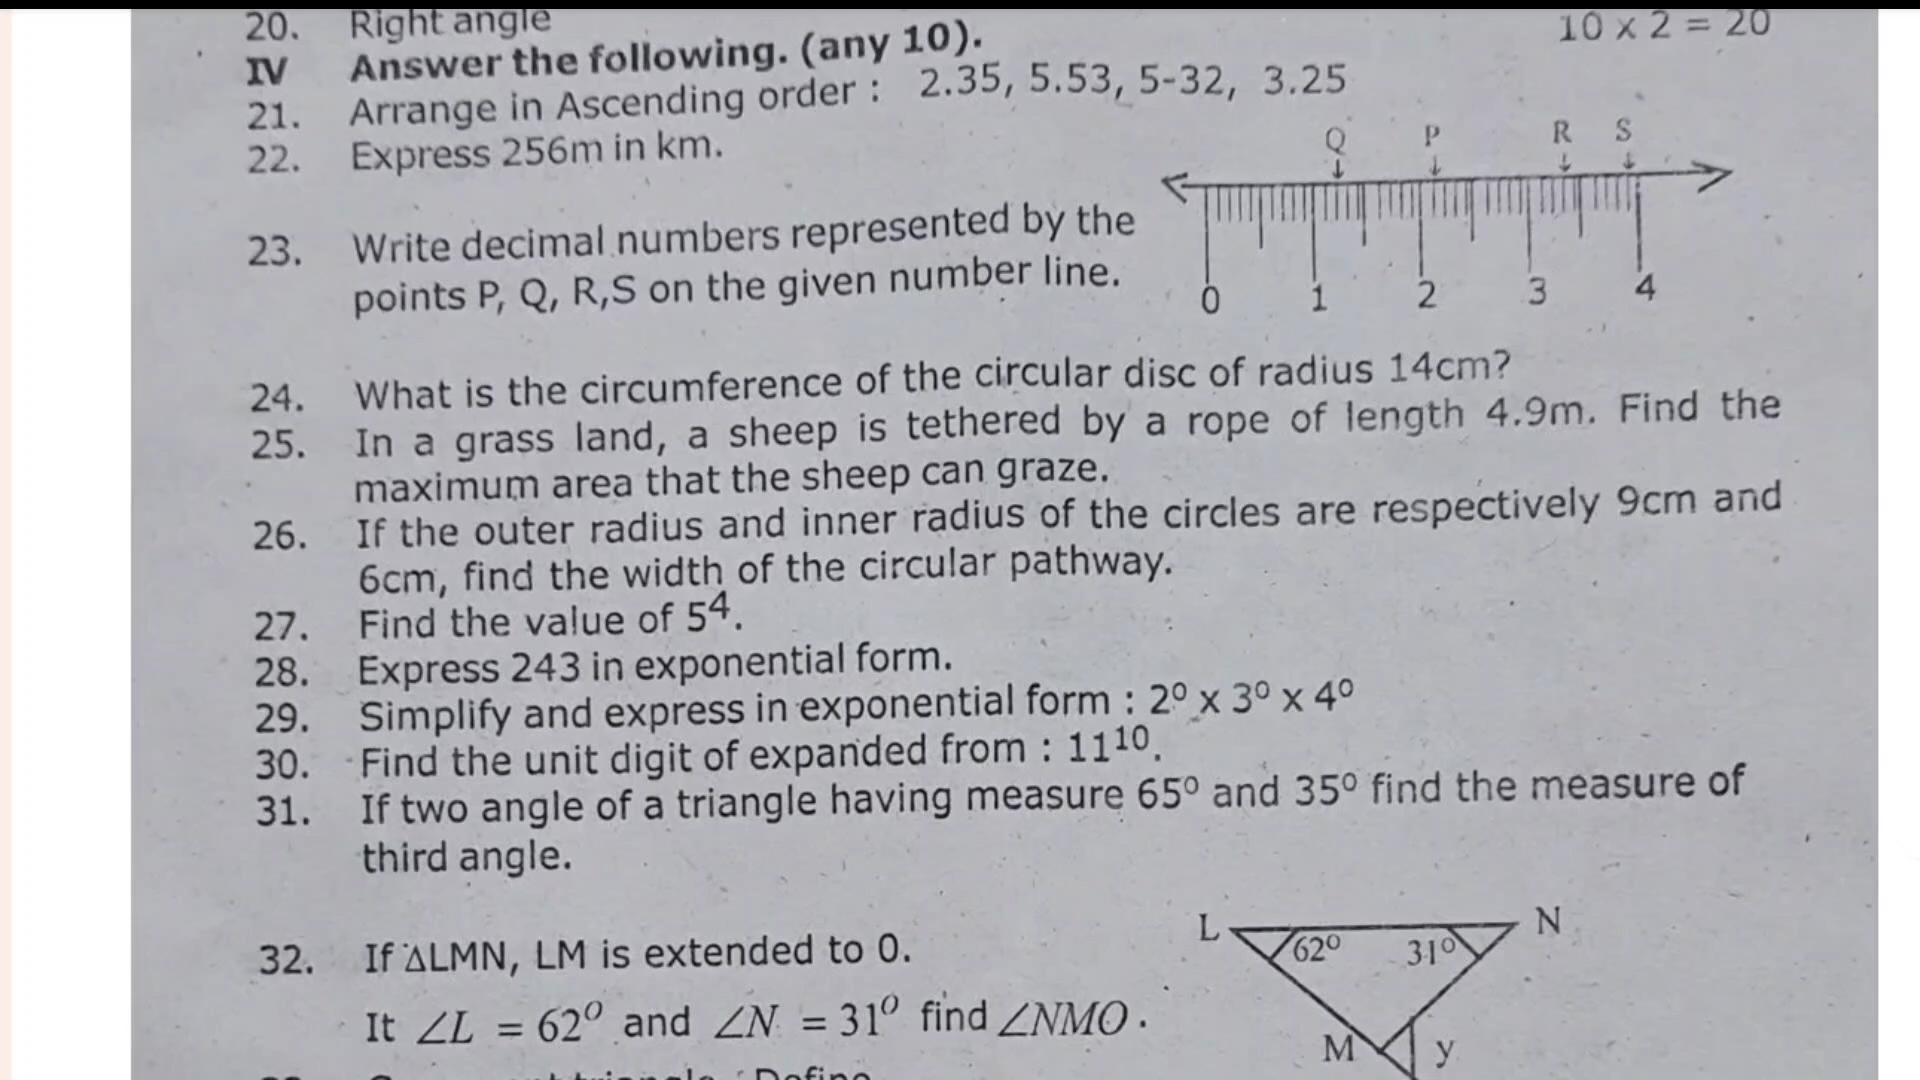 20. Right angle
IV Answer the following. (any 10). 10 x 2 = 20
21. Arrange in Ascending order : 2.35, 5.53, 5-32, 3.25
22. Express 256m in km.
Q P R S
23. Write decimal numbers represented by the
points P, Q, R,S on the given number line.
0 1 2 3 4
24. What is the circumference of the circular disc of radius 14cm?
25. In a grass land, a sheep is tethered by a rope of length 4.9m. Find the
maximum area that the sheep can graze.
26. If the outer radius and inner radius of the circles are respectively 9cm and
6cm, find the width of the circular pathway.
27. Find the value of 5⁴.
28. Express 243 in exponential form.
29. Simplify and express in exponential form : 2⁰ x 3⁰ x 4⁰
30. Find the unit digit of expanded from : 11¹⁰.
31. If two angle of a triangle having measure 65⁰ and 35⁰ find the measure of
third angle.
L N
62⁰ 31⁰
32. If ΔLMN, LM is extended to 0.
It ∠L = 62⁰ and ∠N = 31⁰ find ∠NMO.
M y
Define